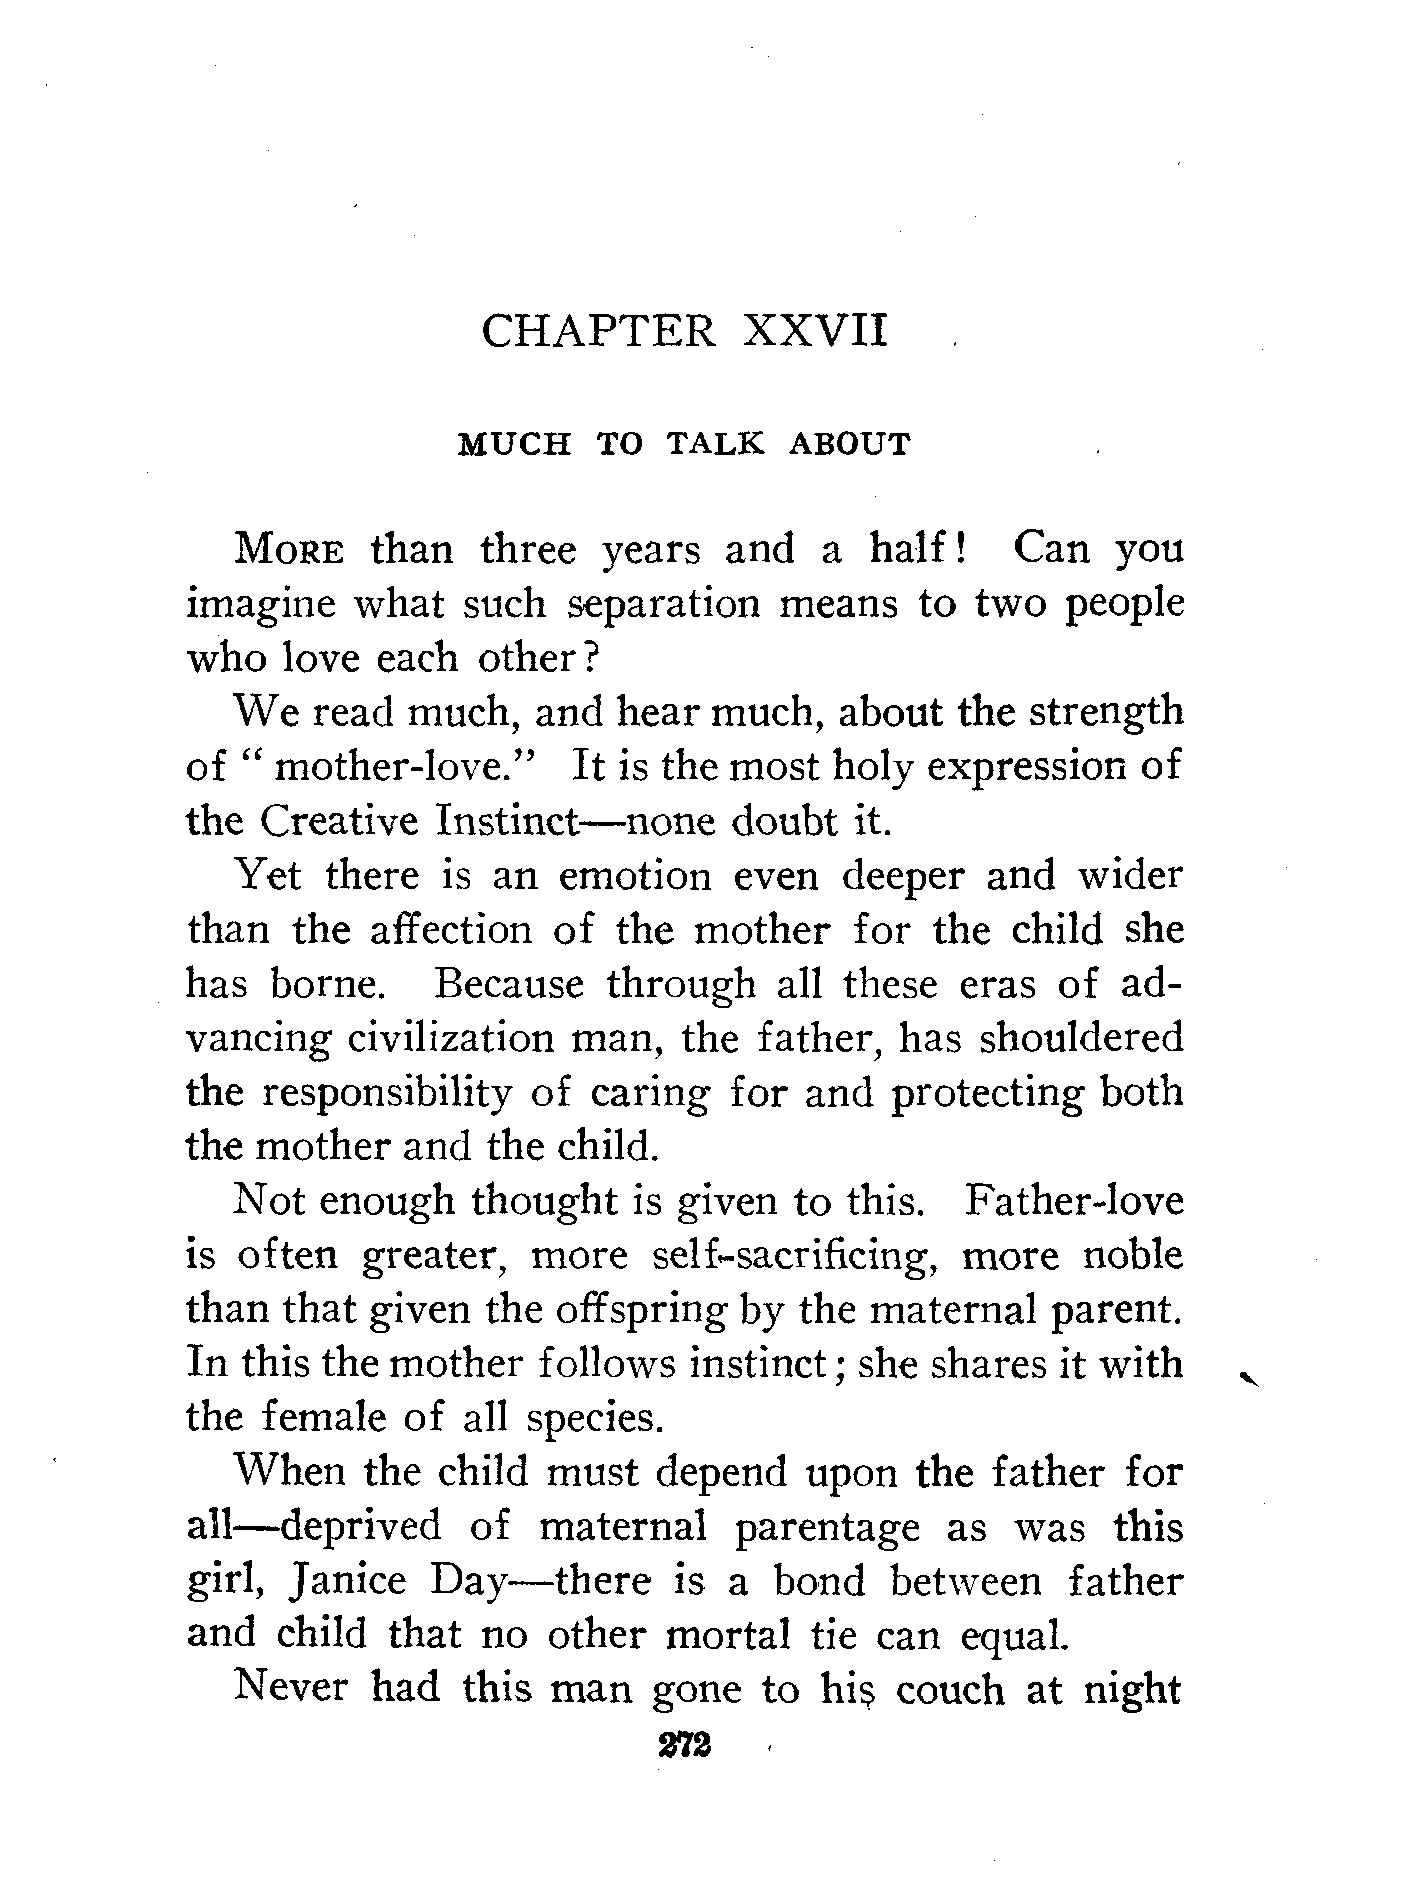 CHAPTER XXVII
MUCH TO TALK ABOUT
MORE than three years and a half! Can you
imagine what such separation means to two people
who love each other?
We read much, and hear much, about the strength
of " mother-love." It is the most holy expression of
the Creative Instinct—none doubt it.
Yet there is an emotion even deeper and wider
than the affection of the mother for the child she
has borne. Because through all these eras of ad-
vancing civilization man, the father, has shouldered
the responsibility of caring for and protecting both
the mother and the child.
Not enough thought is given to this. Father-love
is often greater, more self-sacrificing, more noble
than that given the offspring by the maternal parent.
In this the mother follows instinct; she shares it with
the female of all species.
When the child must depend upon the father for
all—deprived of maternal parentage as was this
girl, Janice Day—there is a bond between father
and child that no other mortal tie can equal.
Never had this man gone to his couch at night
272